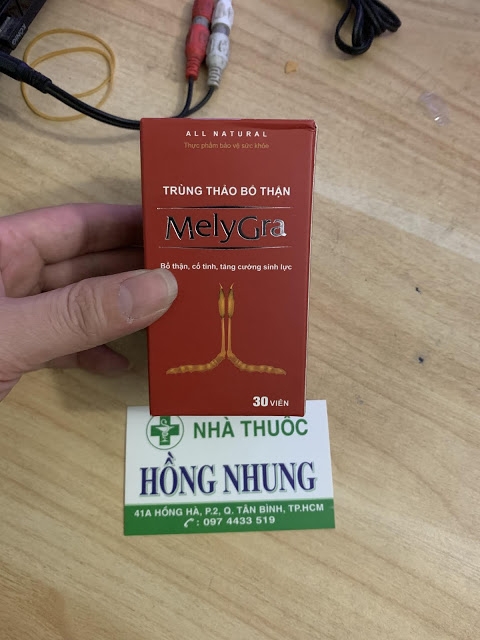 ALL NATURAL
Thực phẩm bảo vệ sức khỏe
TRÙNG THẢO BỔ THẬN
MelyGra
Bổ thận, cố tinh, tăng cường sinh lực
30 VIÊN
NHÀ THUỐC
HỒNG NHUNG
41A HỒNG HÀ, P.2, Q. TÂN BÌNH, TP.HCM
: 097 4433 519